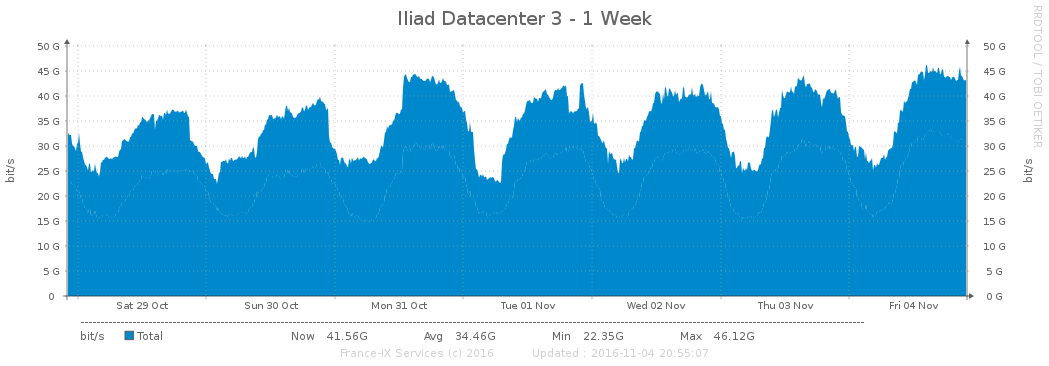 Iliad Datacenter 3 - 1 Week
RRDTOOL / TOBI OETIKER
bit/s
bit/s
50 G 50 G
45 G 45 G
40 G 40 G
35 G 35 G
30 G 30 G
25 G 25 G
20 G 20 G
15 G 15 G
10 G 10 G
5 G 5 G
0 0 G
Sat 29 Oct Sun 30 Oct Mon 31 Oct Tue 01 Nov Wed 02 Nov Thu 03 Nov Fri 04 Nov
bit/s Total Now 41.56G Avg 34.46G Min 22.35G Max 46.12G
France-IX Services (c) 2016 Updated : 2016-11-04 20:55:07